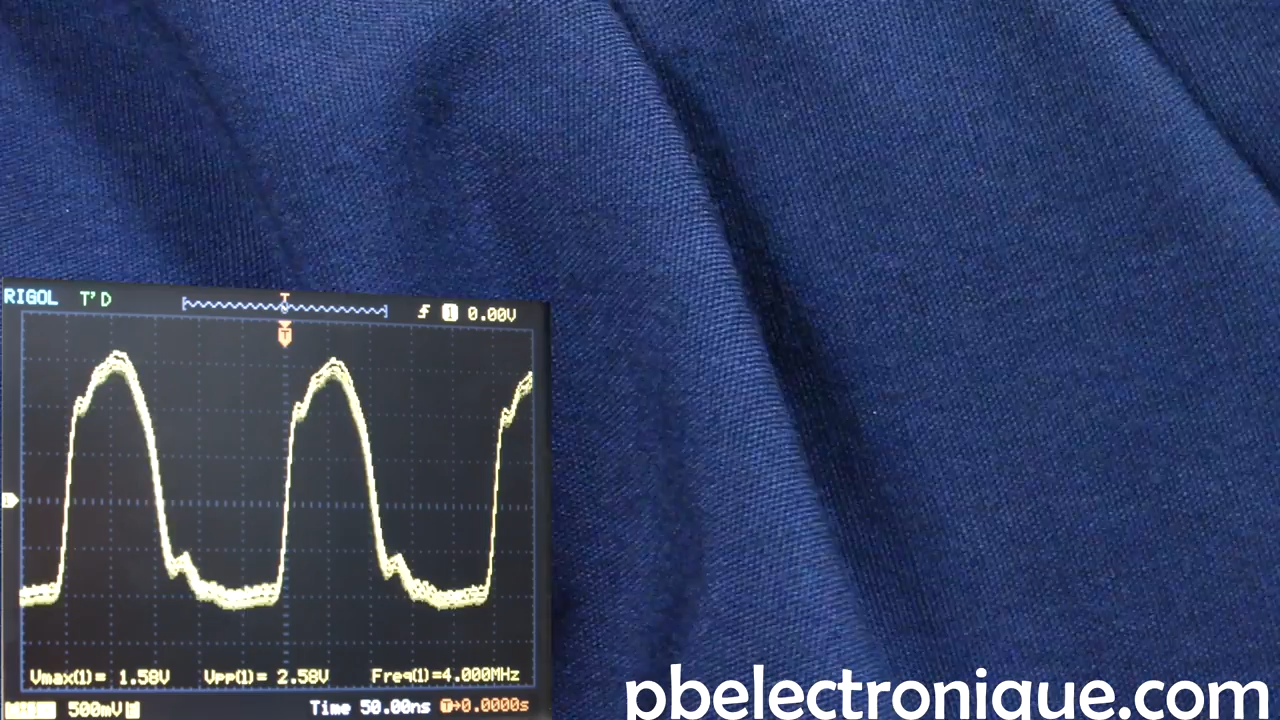 RIGOL T'D 1 0.00V
Vmax(1)= 1.58V Vpp(1)= 2.58V Freq(1)=4.000MHz
500mV Time 50.00ns T→0.0000s
pbelectronique.com